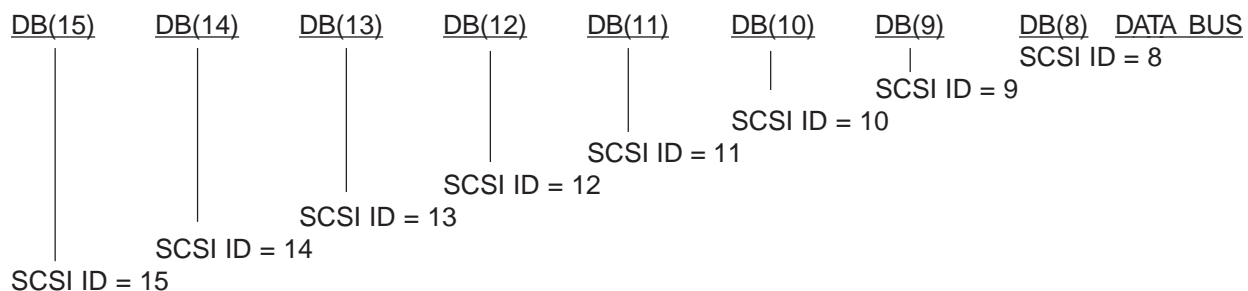 DB(15) DB(14) DB(13) DB(12) DB(11) DB(10) DB(9) DB(8) DATA BUS
SCSI ID = 8
SCSI ID = 9
SCSI ID = 10
SCSI ID = 11
SCSI ID = 12
SCSI ID = 13
SCSI ID = 14
SCSI ID = 15